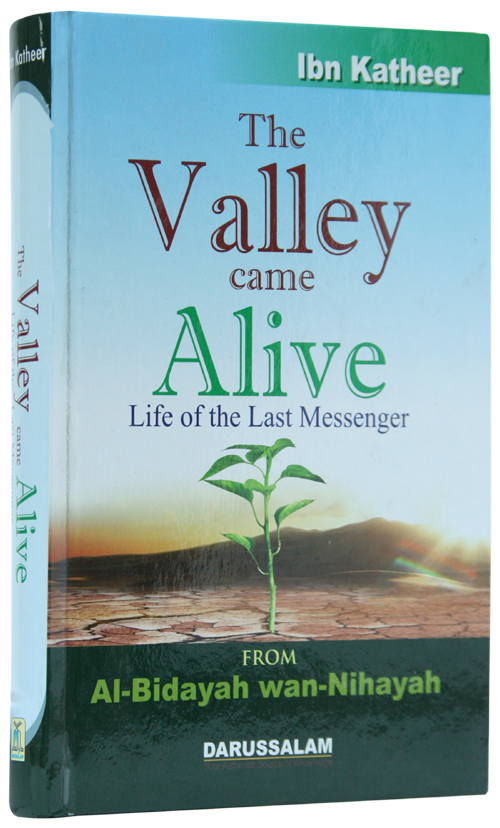 Ibn Katheer
The
Valley
came
Alive
Life of the Last Messenger
FROM
Al-Bidayah wan-Nihayah
DARUSSALAM
Katheer
The Valley came Alive